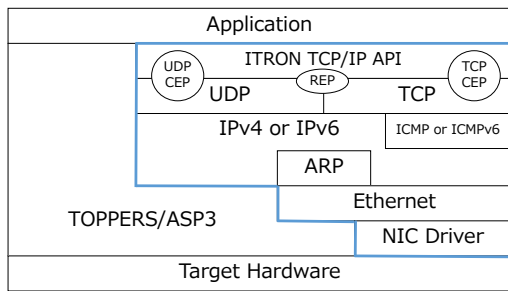 Application
ITRON TCP/IP API
UDP
CEP
REP
TCP
CEP
UDP
TCP
IPv4 or IPv6
ICMP or ICMPv6
ARP
Ethernet
TOPPERS/ASP3
NIC Driver
Target Hardware